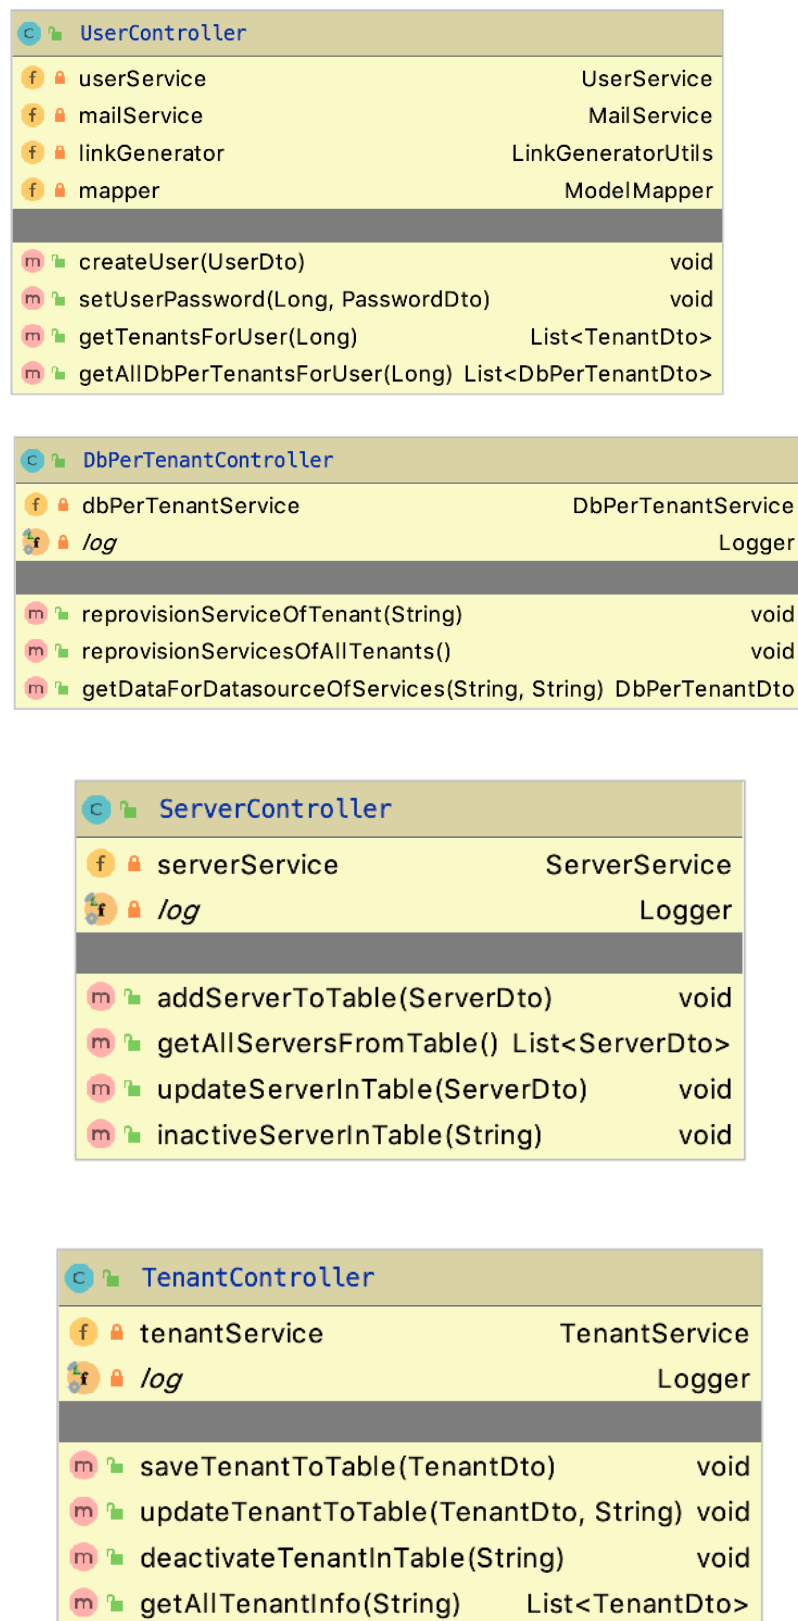 UserController
userService UserService
mailService MailService
linkGenerator LinkGeneratorUtils
mapper ModelMapper
createUser(UserDto) void
setUserPassword(Long, PasswordDto) void
getTenantsForUser(Long) List<TenantDto>
getAllDbPerTenantsForUser(Long) List<DbPerTenantDto>
DbPerTenantController
dbPerTenantService DbPerTenantService
log Logger
reprovisionServiceOfTenant(String) void
reprovisionServicesOfAllTenants() void
getDataForDatasourceOfServices(String, String) DbPerTenantDto
ServerController
serverService ServerService
log Logger
addServerToTable(ServerDto) void
getAllServersFromTable() List<ServerDto>
updateServerInTable(ServerDto) void
inactiveServerInTable(String) void
TenantController
tenantService TenantService
log Logger
saveTenantToTable(TenantDto) void
updateTenantToTable(TenantDto, String) void
deactivateTenantInTable(String) void
getAllTenantInfo(String) List<TenantDto>